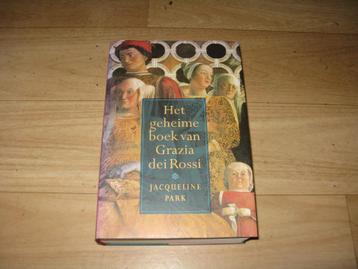 Het
geheime
boek van
Grazia
dei Rossi
JACQUELINE
PARK